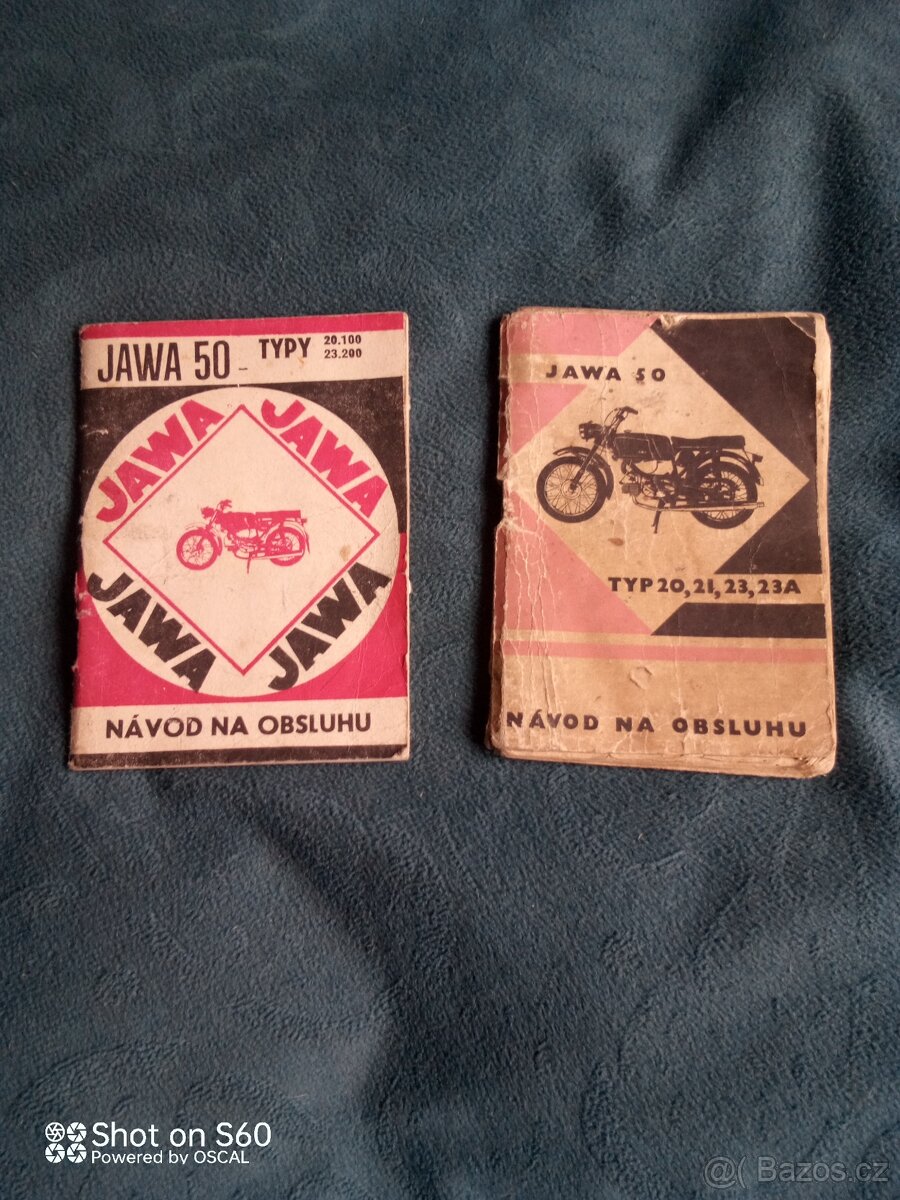 JAWA 50 - TYPY 20.100
23.200
JAWA JAWA
JAWA JAWA
NÁVOD NA OBSLUHU
JAWA 50
TYP 20, 21, 23, 23A
NÁVOD NA OBSLUHU
Shot on S60
Powered by OSCAL
@( Bazos.cz